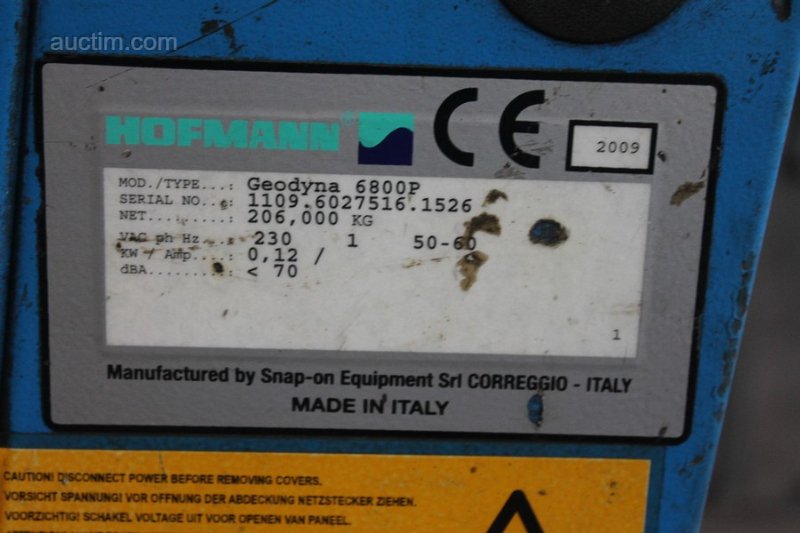 auctim.com
HOFMANN
CE
2009
MOD./TYPE...: Geodyna 6800P
SERIAL NO...: 1109.6027516.1526
NET.........: 206,000 KG
VAC ph Hz...: 230 1 50-60
KW / Amp....: 0,12 /
dBA.........: < 70
1
Manufactured by Snap-on Equipment Srl CORREGGIO - ITALY
MADE IN ITALY
CAUTION! DISCONNECT POWER BEFORE REMOVING COVERS.
VORSICHT SPANNUNG! VOR OFFNUNG DER ABDECKUNG NETZSTECKER ZIEHEN.
VOORZICHTIG! SCHAKEL VOLTAGE UIT VOOR OPENEN VAN PANEEL.